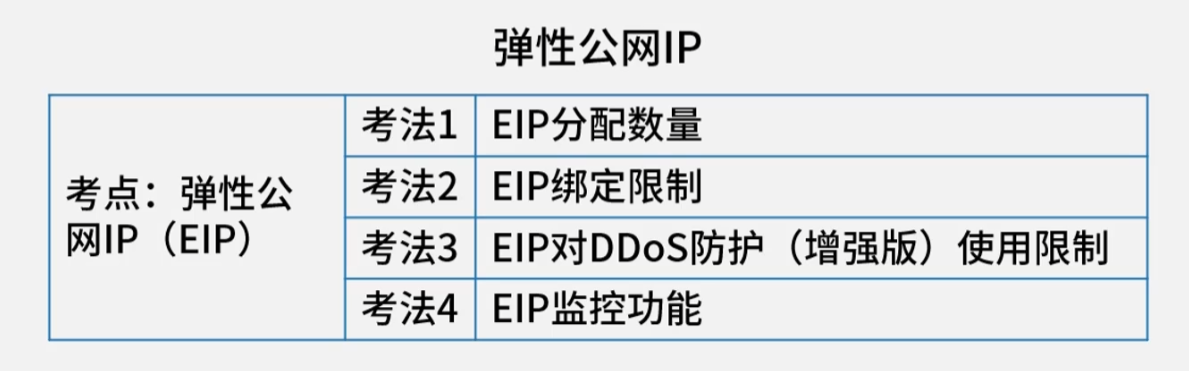 弹性公网IP
考点：弹性公
网IP（EIP）
考法1 EIP分配数量
考法2 EIP绑定限制
考法3 EIP对DDoS防护（增强版）使用限制
考法4 EIP监控功能